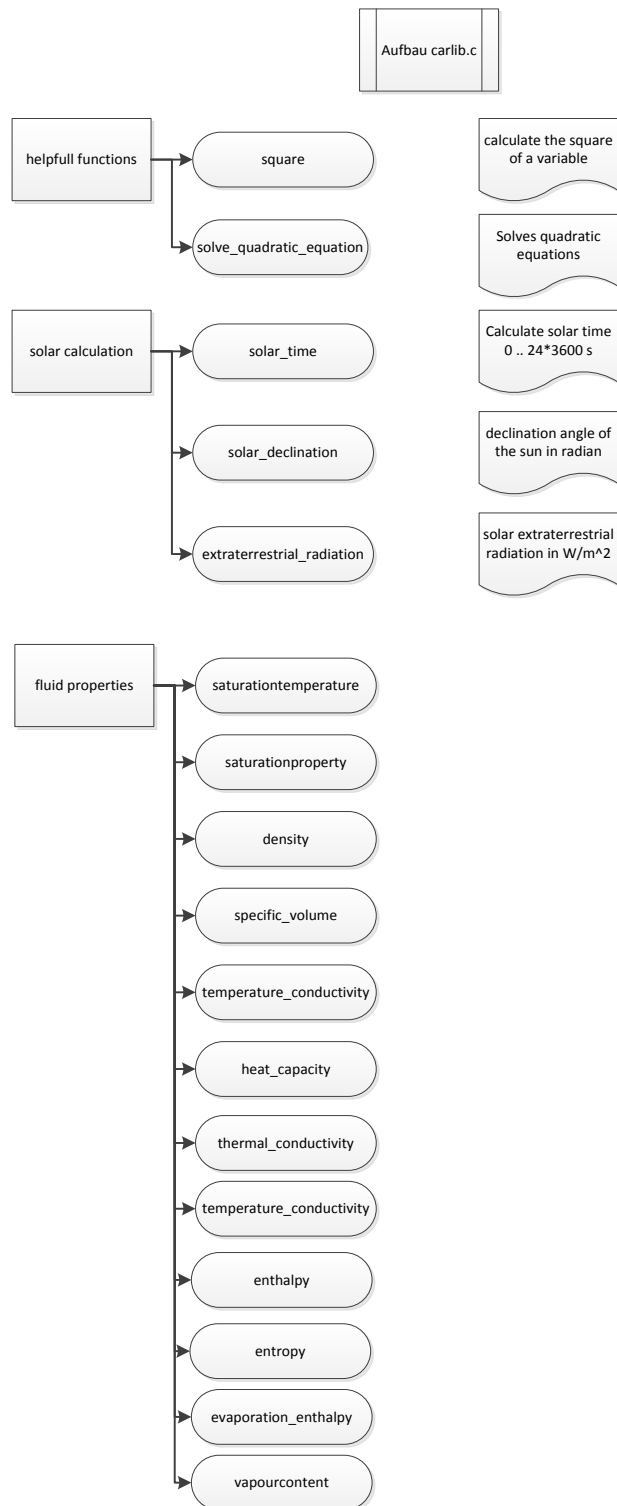 Aufbau carlib.c
helpfull functions
square
calculate the square
of a variable
solve_quadratic_equation
Solves quadratic
equations
solar calculation
solar_time
Calculate solar time
0 .. 24*3600 s
solar_declination
declination angle of
the sun in radian
extraterrestrial_radiation
solar extraterrestrial
radiation in W/m^2
fluid properties
saturationtemperature
saturationproperty
density
specific_volume
temperature_conductivity
heat_capacity
thermal_conductivity
temperature_conductivity
enthalpy
entropy
evaporation_enthalpy
vapourcontent